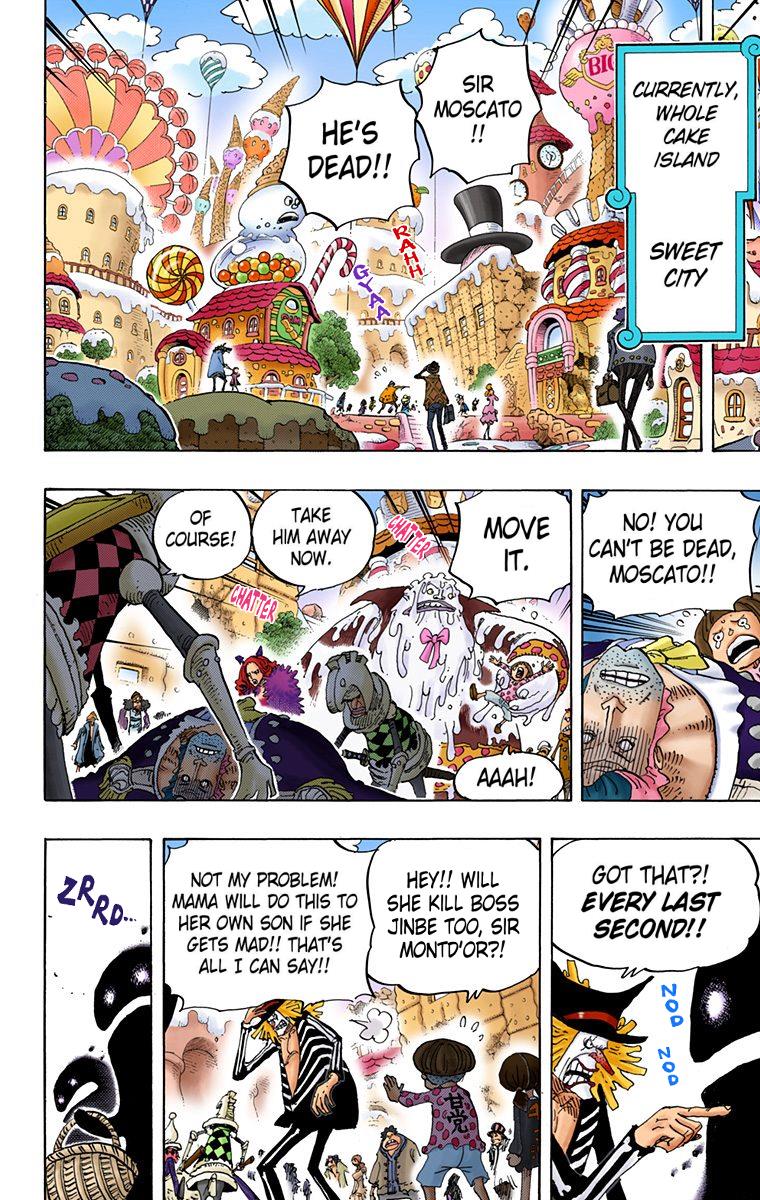 CURRENTLY,
WHOLE
CAKE
ISLAND
SWEET
CITY
BIG
SIR
MOSCATO
!!
HE'S
DEAD!!
RAHH
GYAA
NO! YOU
CAN'T BE DEAD,
MOSCATO!!
MOVE
IT.
AAAH!
CHATTER
TAKE
HIM AWAY
NOW.
OF
COURSE!
CHATTER
GOT THAT?!
EVERY LAST
SECOND!!
NOD
NOD
HEY!! WILL
SHE KILL BOSS
JINBE TOO, SIR
MONTD'OR?!
NOT MY PROBLEM!
MAMA WILL DO THIS TO
HER OWN SON IF SHE
GETS MAD!! THAT'S
ALL I CAN SAY!!
甘党
ZRRD...